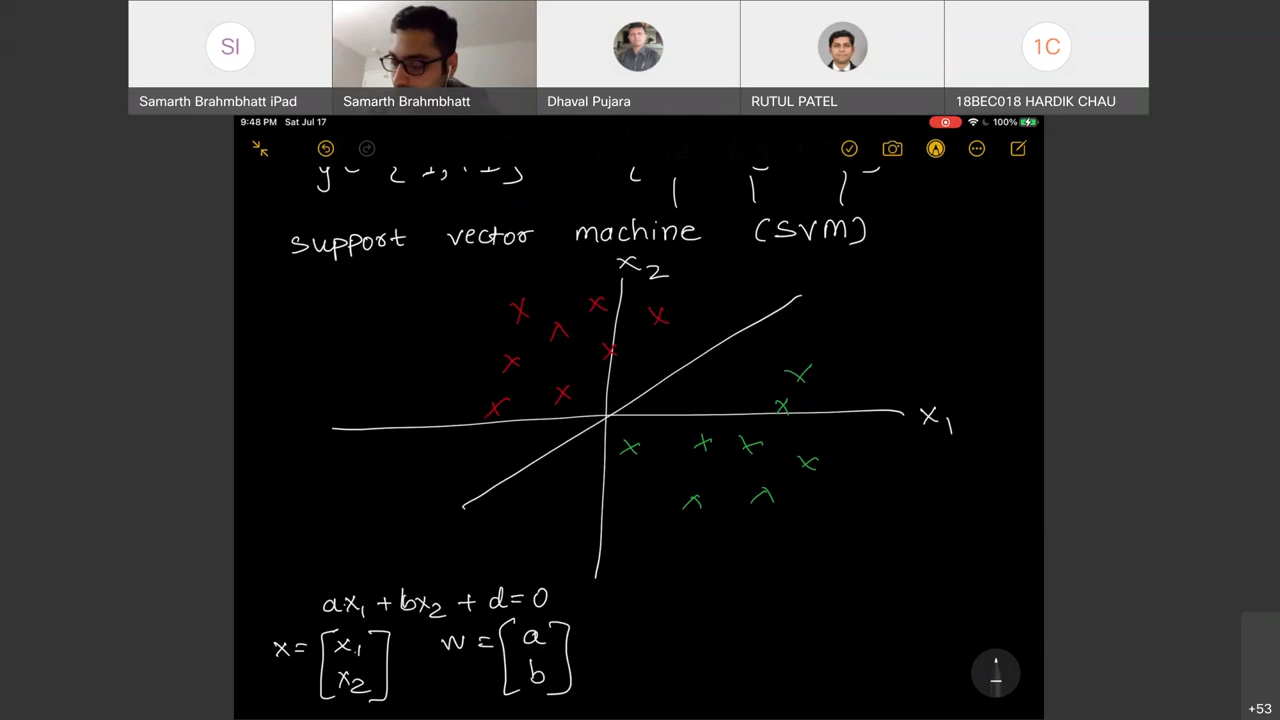 SI
1C
Samarth Brahmbhatt iPad
Samarth Brahmbhatt
Dhaval Pujara
RUTUL PATEL
18BEC018 HARDIK CHAU
9:48 PM Sat Jul 17
100%
support vector machine (SVM)
x2
x1
ax1 + bx2 + d = 0
x = [x1 x2] w = [a b]
+53